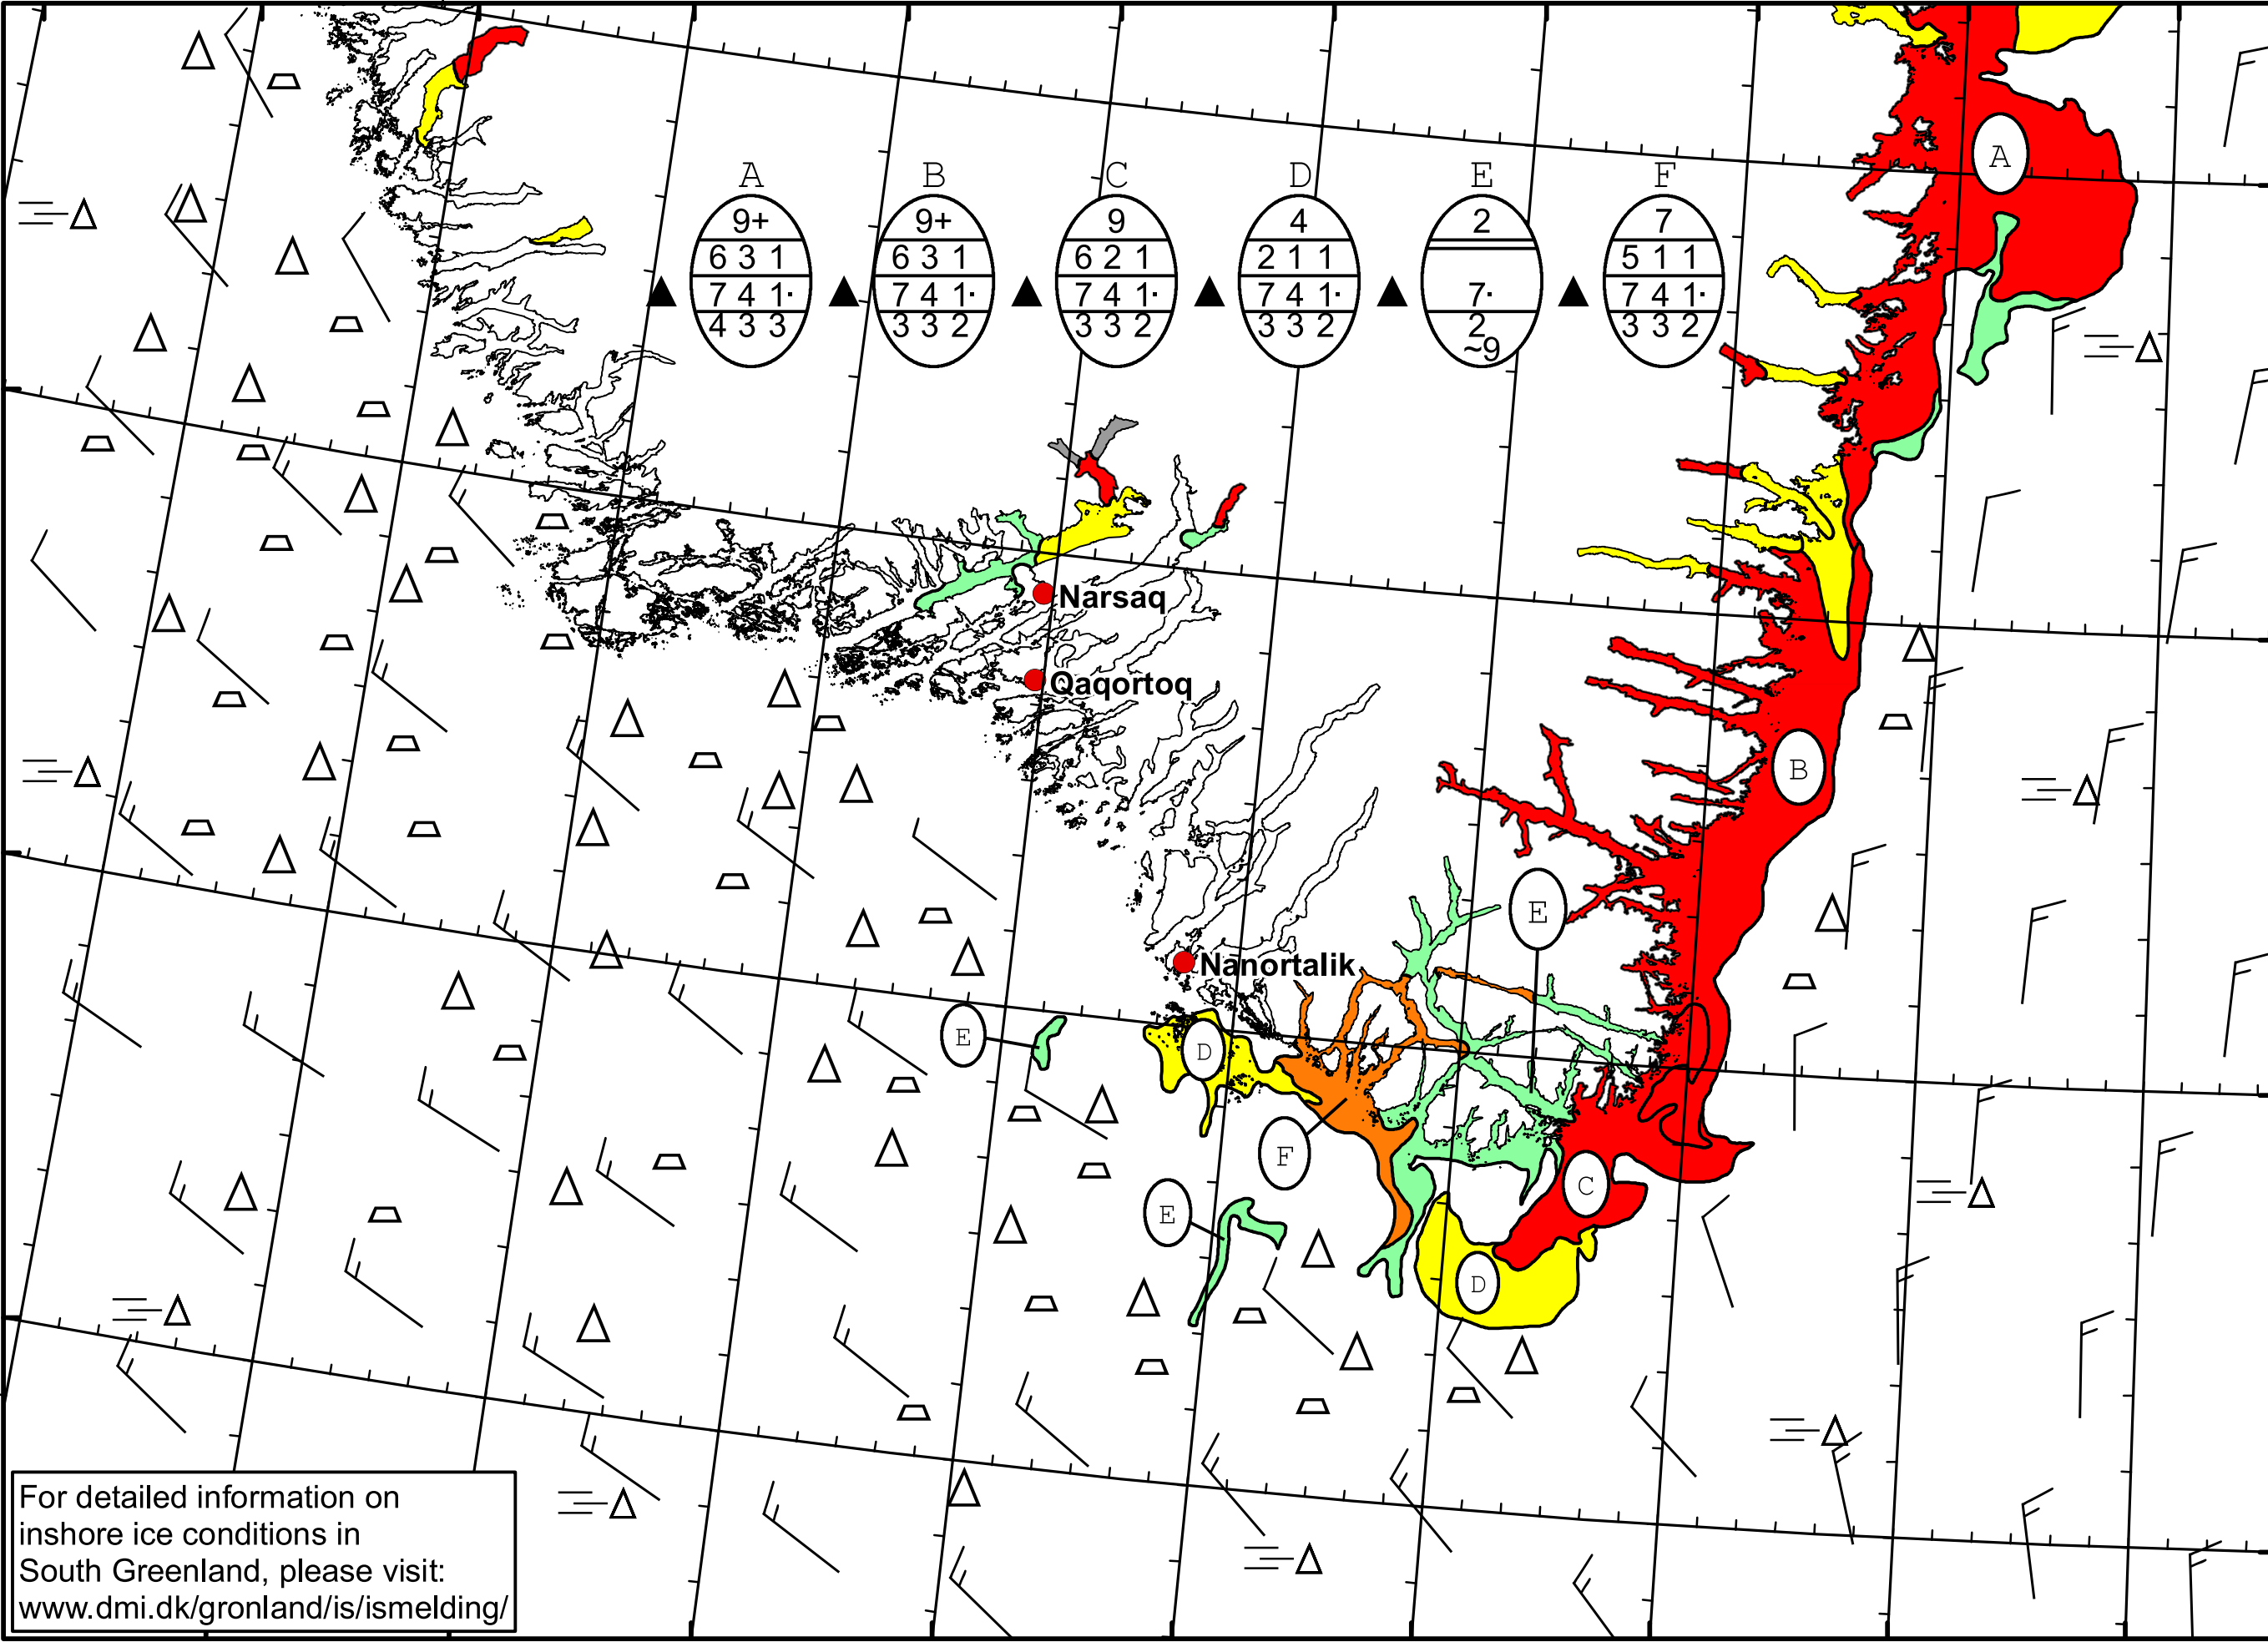 A B C D E F
9+ 9+ 9 4 2 7
6 3 1 6 3 1 6 2 1 2 1 1 5 1 1
7 4 1· 7 4 1· 7 4 1· 7 4 1· 7· 7 4 1·
4 3 3 3 3 2 3 3 2 3 3 2 2 3 3 2
~9
A
Narsaq
Qaqortoq
B
E
Nanortalik
E
D
F
C
E
D
For detailed information on
inshore ice conditions in
South Greenland, please visit:
www.dmi.dk/gronland/is/ismelding/